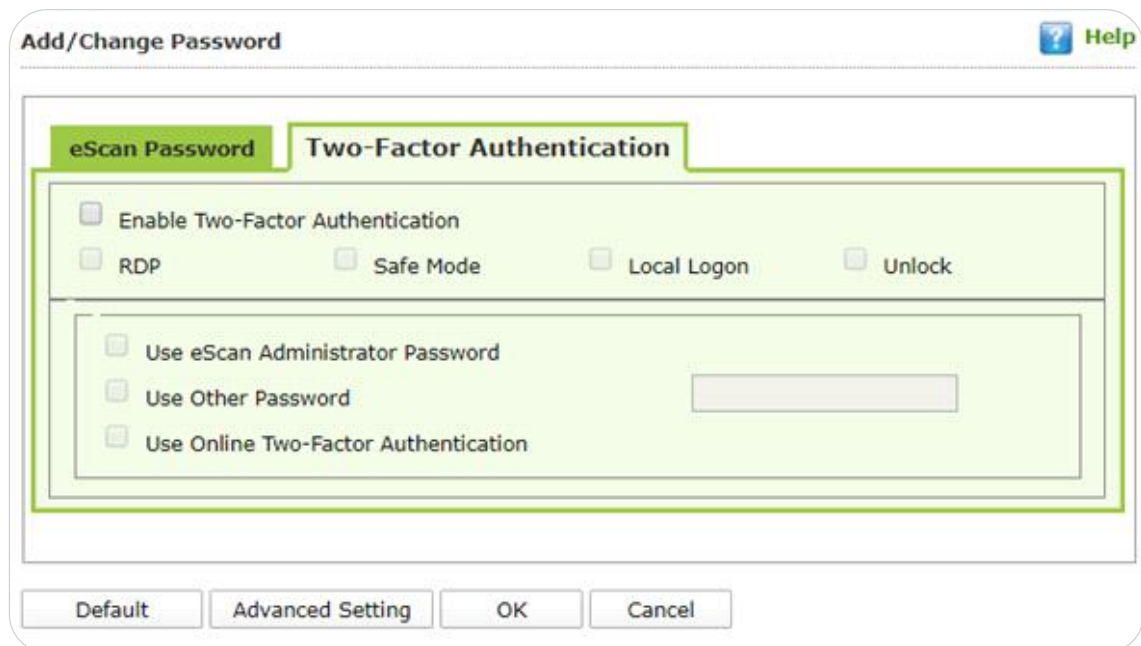 Add/Change Password
? Help
eScan Password Two-Factor Authentication
Enable Two-Factor Authentication
RDP Safe Mode Local Logon Unlock
Use eScan Administrator Password
Use Other Password
Use Online Two-Factor Authentication
Default Advanced Setting OK Cancel